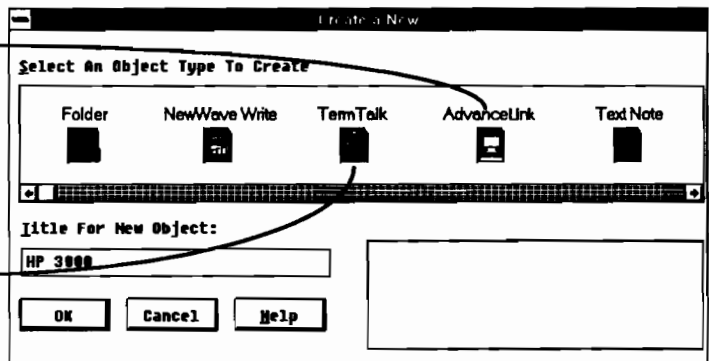 Create a New
Select An Object Type To Create
Folder NewWave Write TermTalk AdvanceLink Text Note
Title For New Object:
HP 3000
OK Cancel Help